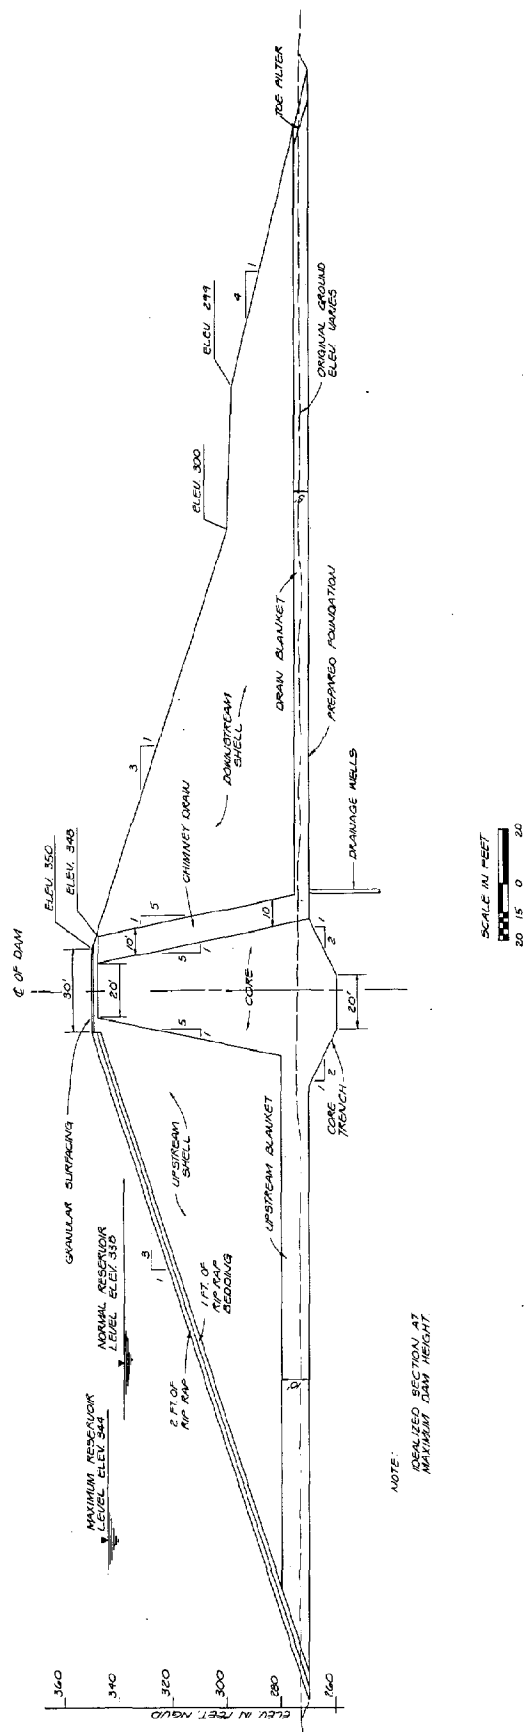 MAXIMUM RESERVOIR
LEVEL ELEV. 344
NORMAL RESERVOIR
LEVEL ELEV. 338
GRANULAR SURFACING
℄ OF DAM
30'
20'
ELEV. 350
ELEV. 348
ELEV. 300
ELEV. 299
360
340
320
300
280
260
ELEV. IN FEET, NGVD
2 FT. OF
RIP RAP
1 FT. OF
RIP RAP
BEDDING
3
1
UPSTREAM
SHELL
UPSTREAM BLANKET
5
1
CORE
5
1
10'
5
1
CHIMNEY DRAIN
10
3
1
DOWNSTREAM
SHELL
DRAIN BLANKET
4
1
TOE FILTER
ORIGINAL GROUND
ELEV. VARIES
PREPARED FOUNDATION
DRAINAGE WELLS
1
2
20'
1
2
CORE
TRENCH
NOTE:
IDEALIZED SECTION AT
MAXIMUM DAM HEIGHT.
SCALE IN FEET
20 15 0 20